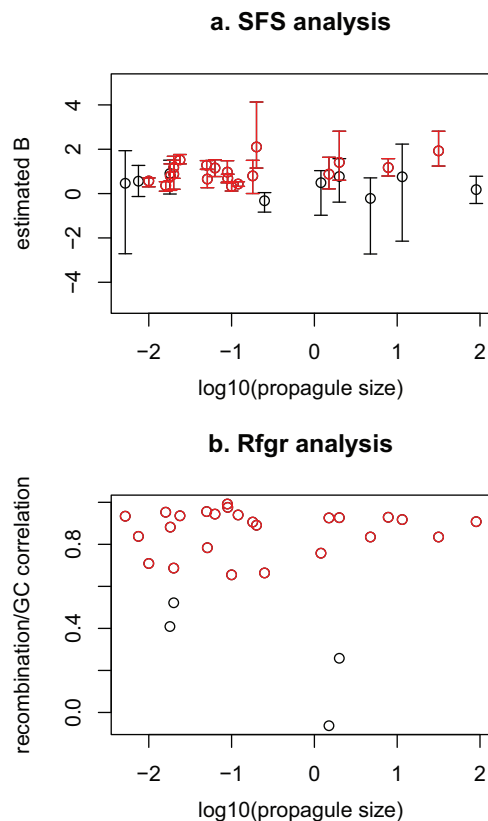 a. SFS analysis
estimated B
4
2
0
−2
−4
−2 −1 0 1 2
log10(propagule size)
b. Rfgr analysis
recombination/GC correlation
0.8
0.4
0.0
−2 −1 0 1 2
log10(propagule size)